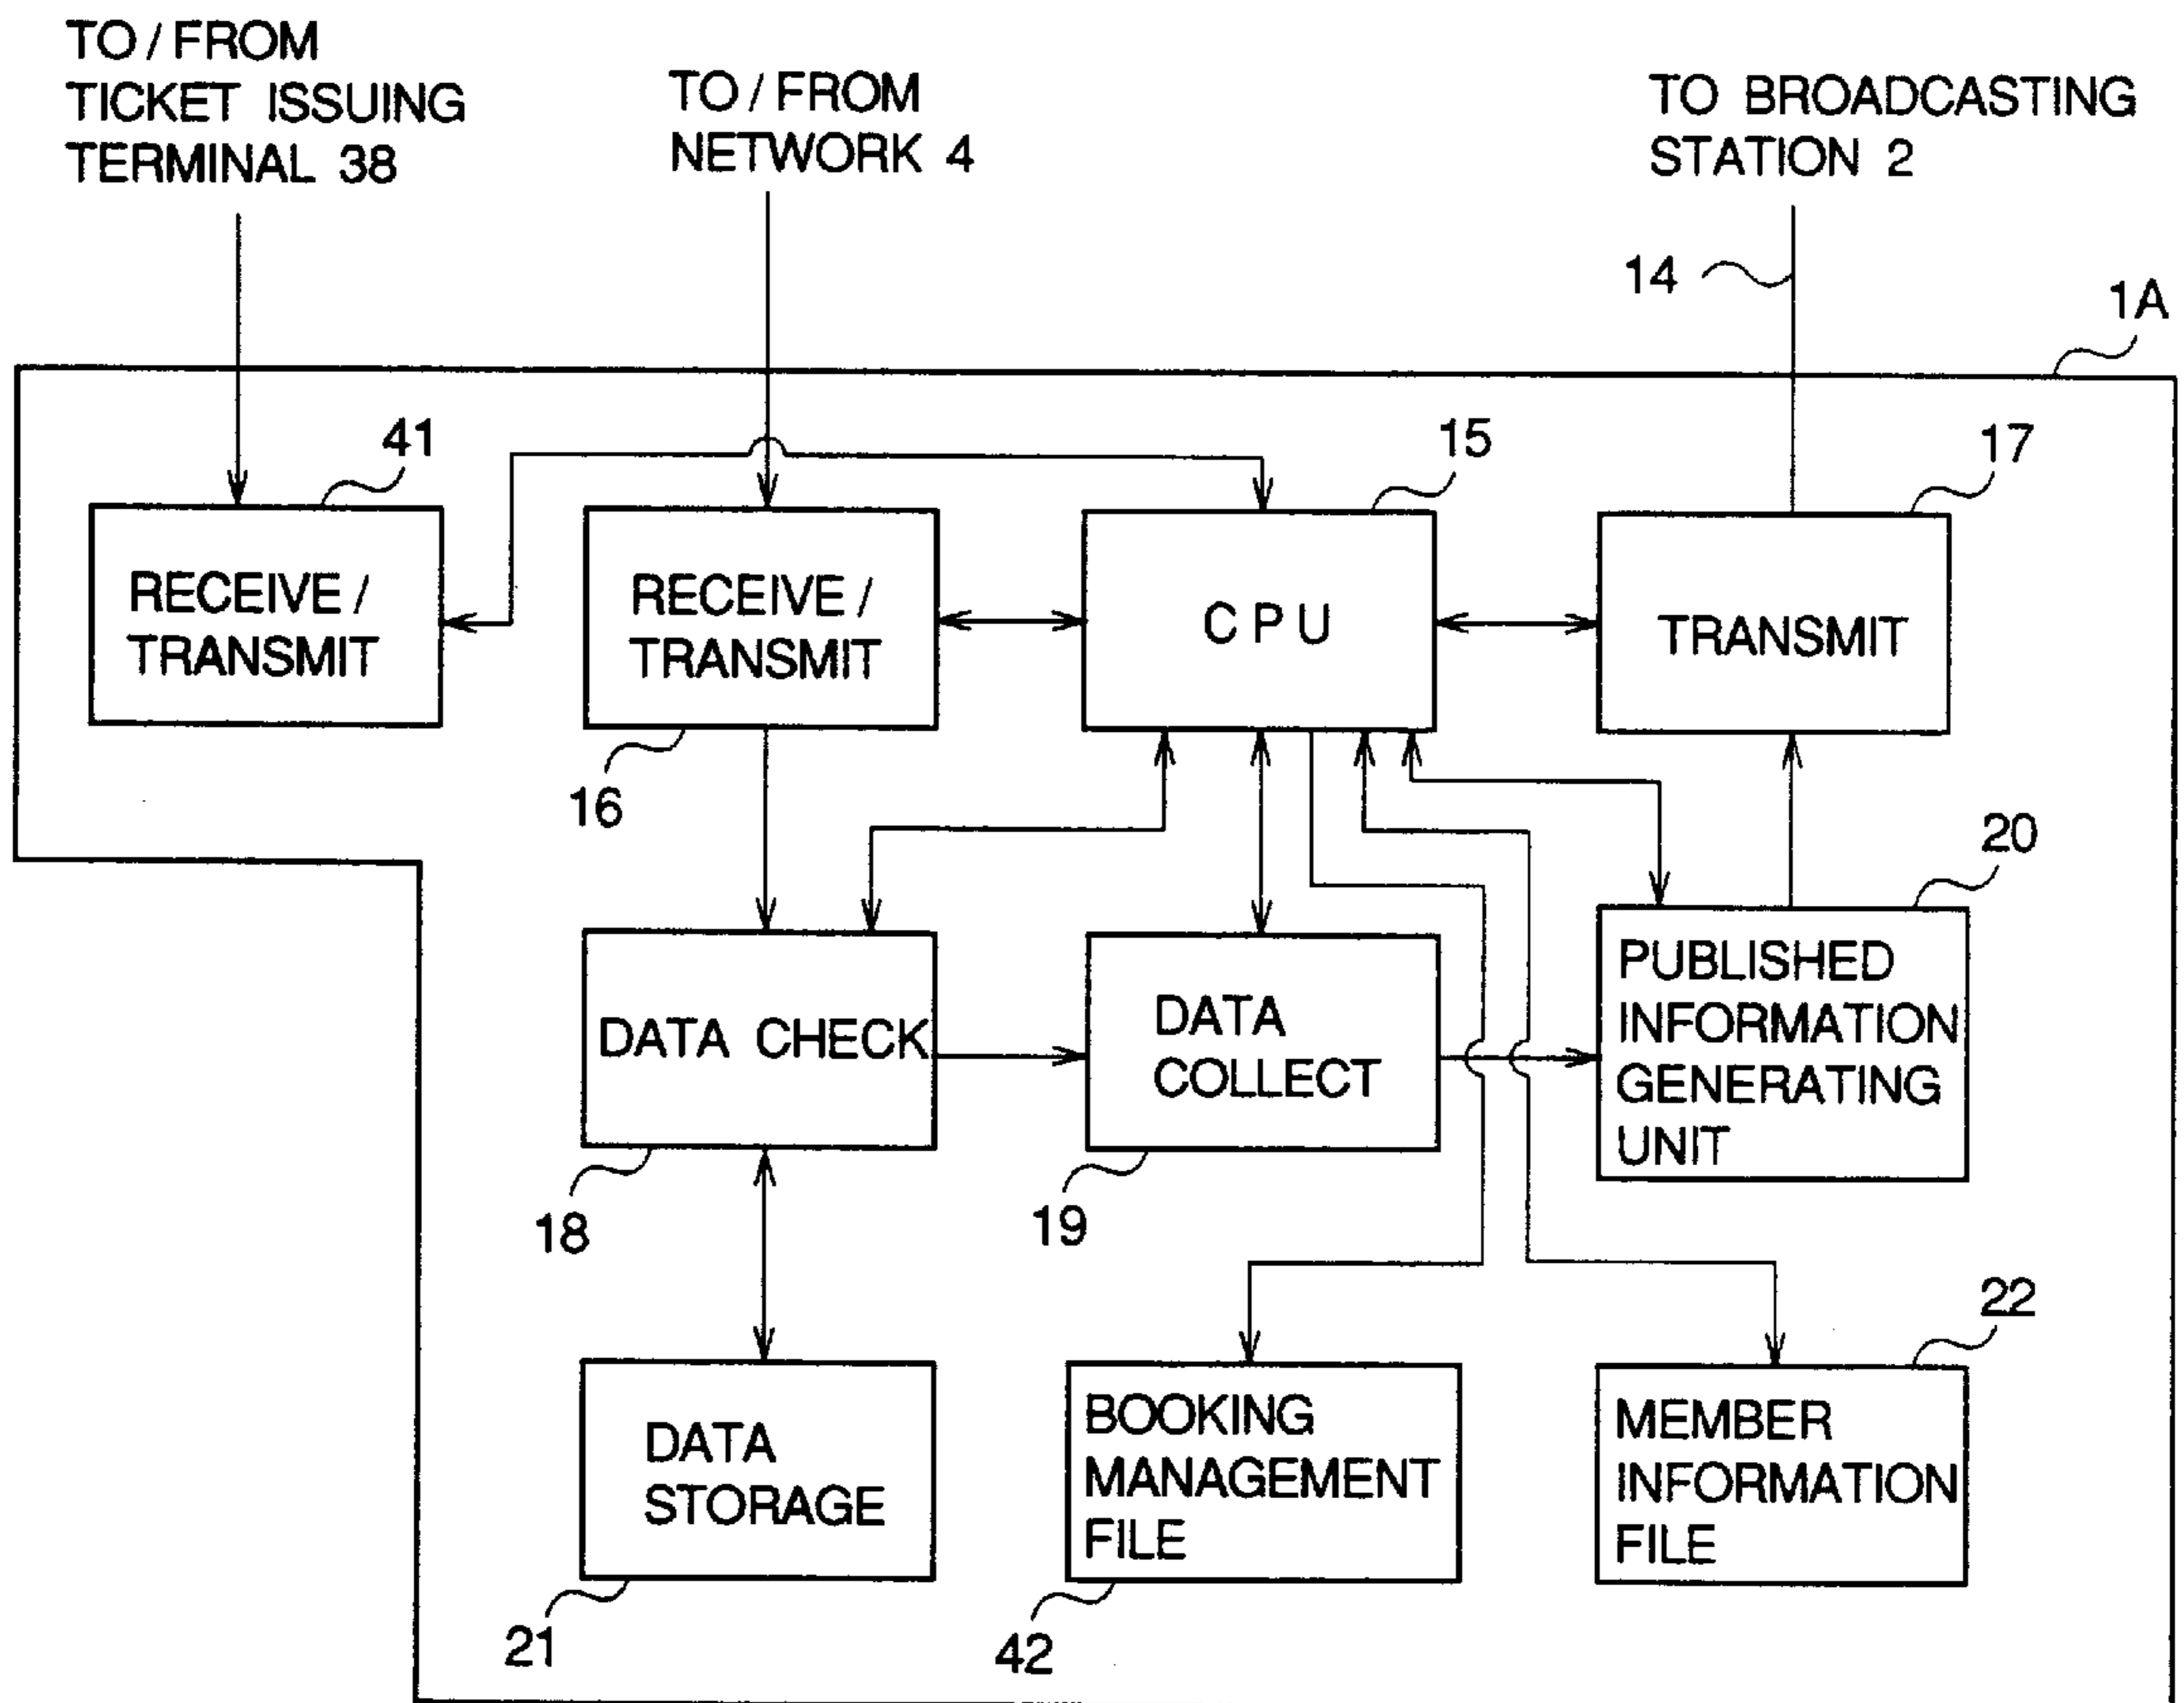 TO / FROM
TICKET ISSUING
TERMINAL 38
TO / FROM
NETWORK 4
TO BROADCASTING
STATION 2
14
1A
41
15
17
RECEIVE /
TRANSMIT
RECEIVE /
TRANSMIT
CPU
TRANSMIT
16
20
DATA CHECK
DATA
COLLECT
PUBLISHED
INFORMATION
GENERATING
UNIT
18
19
22
DATA
STORAGE
BOOKING
MANAGEMENT
FILE
MEMBER
INFORMATION
FILE
21
42